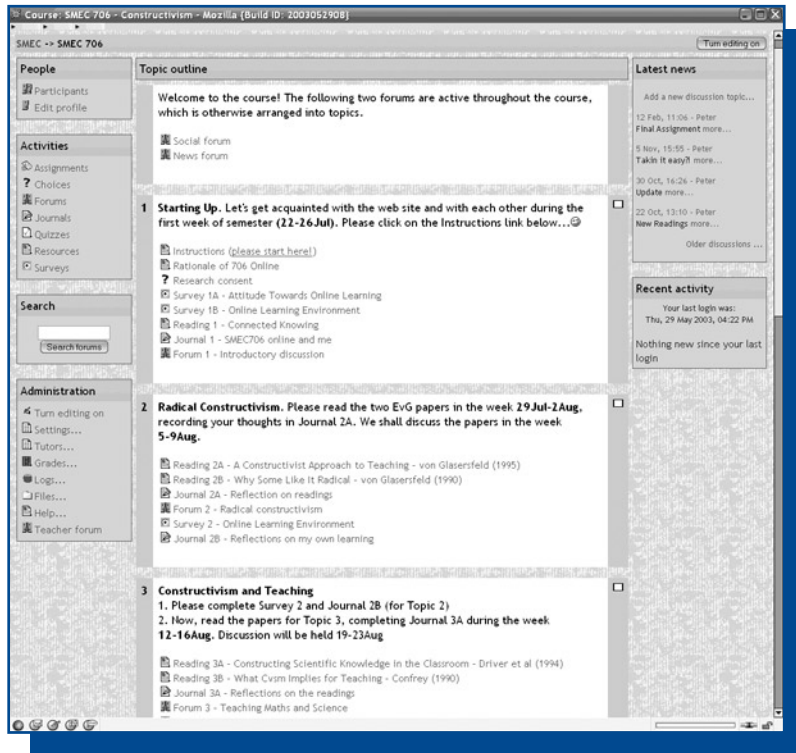 Course: SMEC 706 - Constructivism - Mozilla {Build ID: 2003052908}
SMEC -> SMEC 706
Turn editing on
People
Participants
Edit profile
Activities
Assignments
? Choices
Forums
Journals
Quizzes
Resources
Surveys
Search
Search forums
Administration
Turn editing on
Settings...
Tutors...
Grades...
Logs...
Files...
Help...
Teacher forum
Topic outline
Welcome to the course! The following two forums are active throughout the course,
which is otherwise arranged into topics.
Social forum
News forum
1 Starting Up. Let's get acquainted with the web site and with each other during the
first week of semester (22-26Jul). Please click on the Instructions link below...
Instructions (please start here!)
Rationale of 706 Online
? Research consent
Survey 1A - Attitude Towards Online Learning
Survey 1B - Online Learning Environment
Reading 1 - Connected Knowing
Journal 1 - SMEC706 online and me
Forum 1 - Introductory discussion
2 Radical Constructivism. Please read the two EvG papers in the week 29Jul-2Aug,
recording your thoughts in Journal 2A. We shall discuss the papers in the week
5-9Aug.
Reading 2A - A Constructivist Approach to Teaching - von Glasersfeld (1995)
Reading 2B - Why Some Like It Radical - von Glasersfeld (1990)
Journal 2A - Reflection on readings
Forum 2 - Radical constructivism
Survey 2 - Online Learning Environment
Journal 2B - Reflections on my own learning
3 Constructivism and Teaching
1. Please complete Survey 2 and Journal 2B (for Topic 2)
2. Now, read the papers for Topic 3, completing Journal 3A during the week
12-16Aug. Discussion will be held 19-23Aug
Reading 3A - Constructing Scientific Knowledge in the Classroom - Driver et al (1994)
Reading 3B - What Cvsm Implies for Teaching - Confrey (1990)
Journal 3A - Reflections on the readings
Forum 3 - Teaching Maths and Science
Latest news
Add a new discussion topic...
12 Feb, 11:06 - Peter
Final Assignment more...
5 Nov, 15:55 - Peter
Takin it easy?! more...
30 Oct, 16:26 - Peter
Update more...
22 Oct, 13:10 - Peter
New Readings more...
Older discussions ...
Recent activity
Your last login was:
Thu, 29 May 2003, 04:22 PM
Nothing new since your last
login